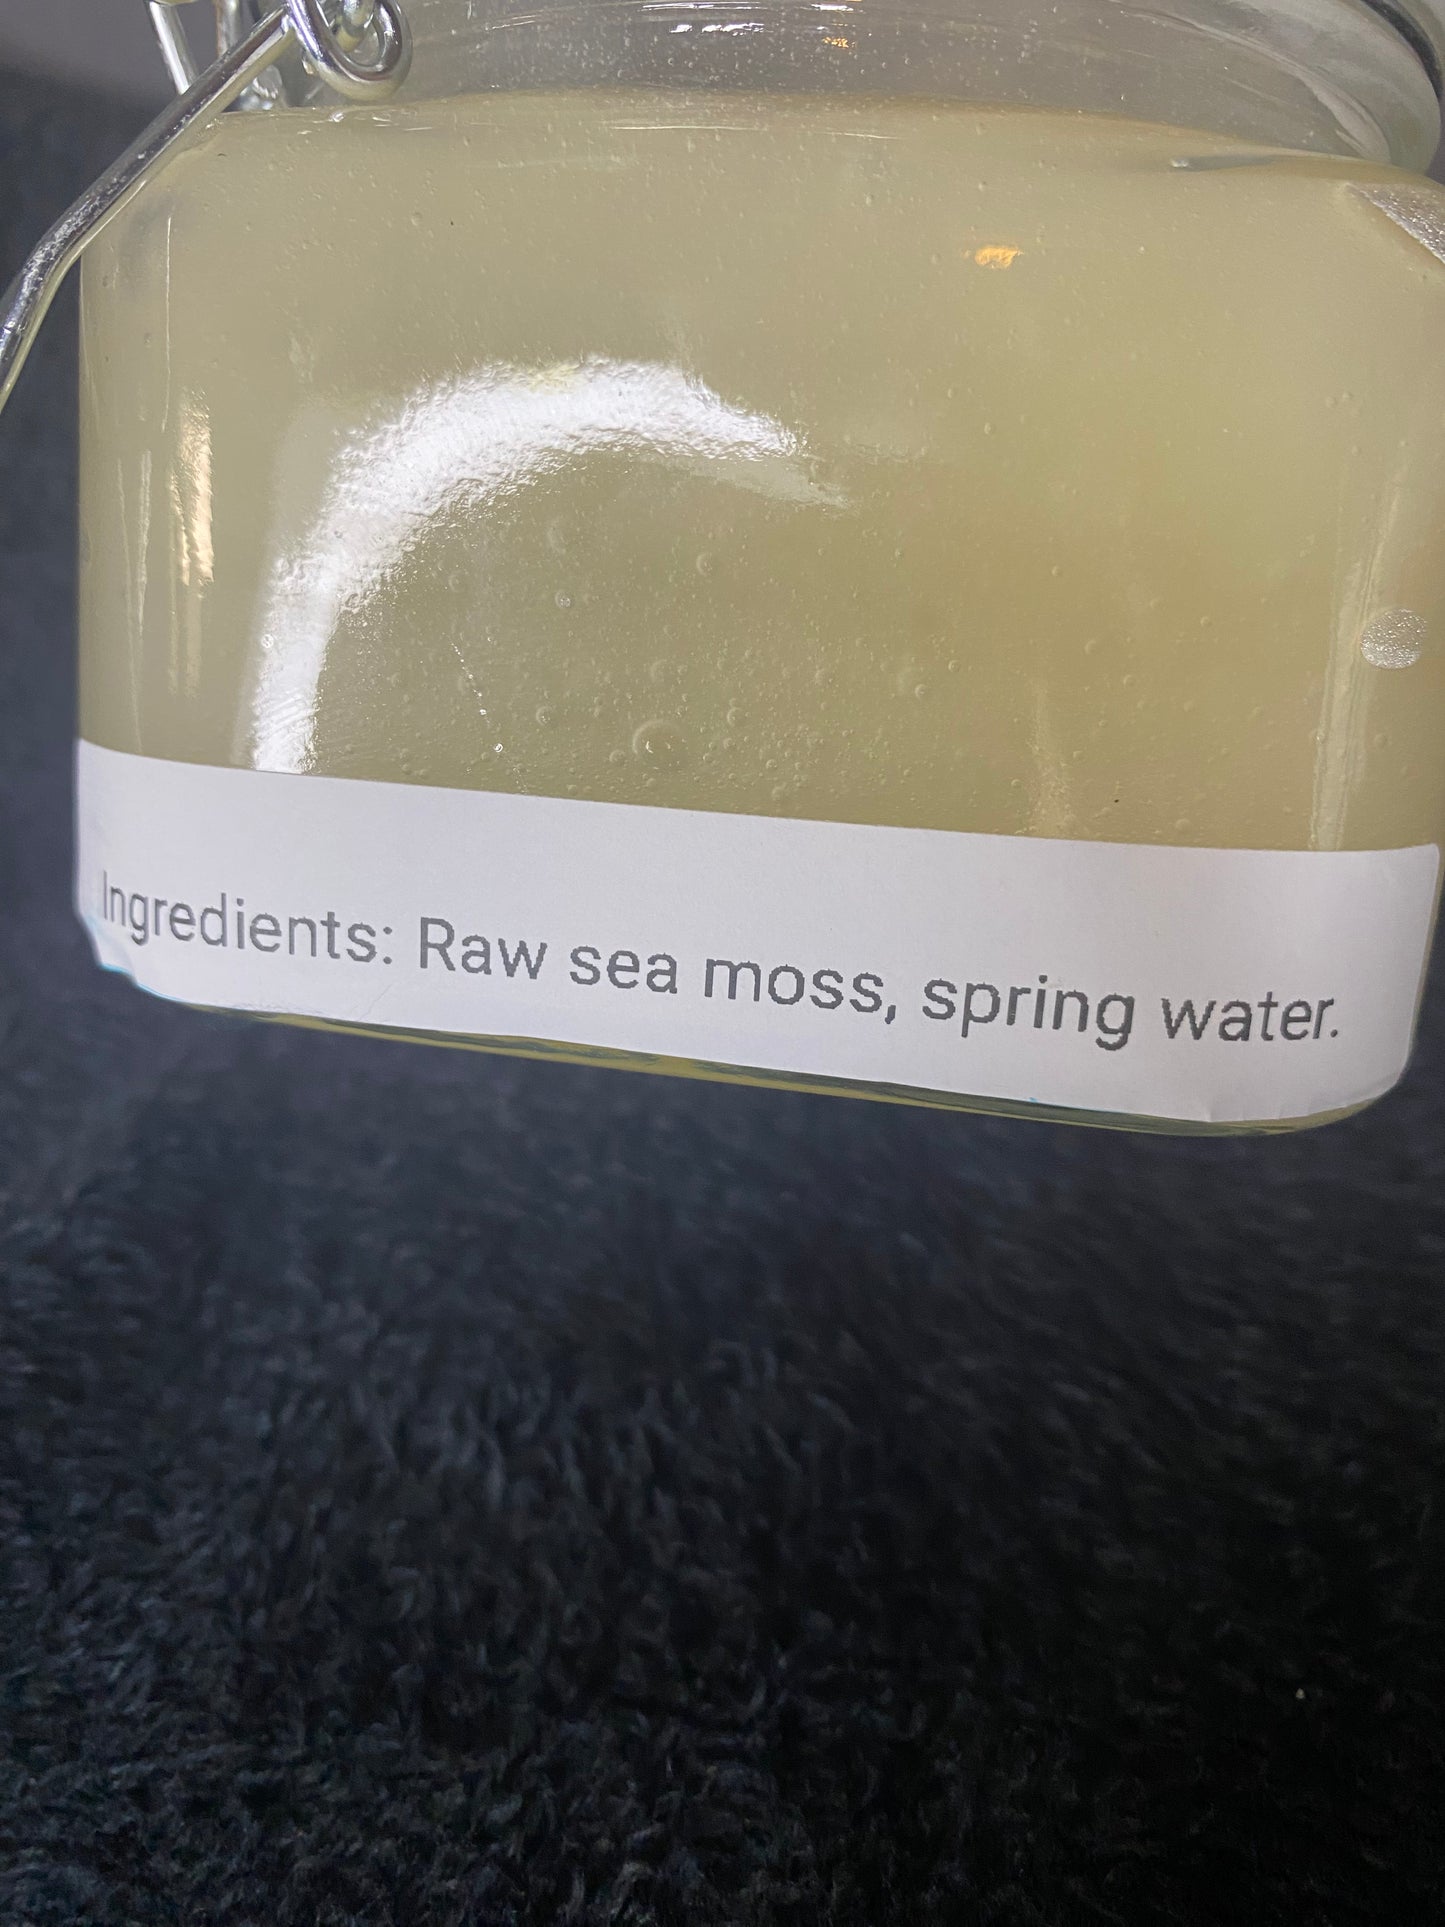 Ingredients: Raw sea moss, spring water.